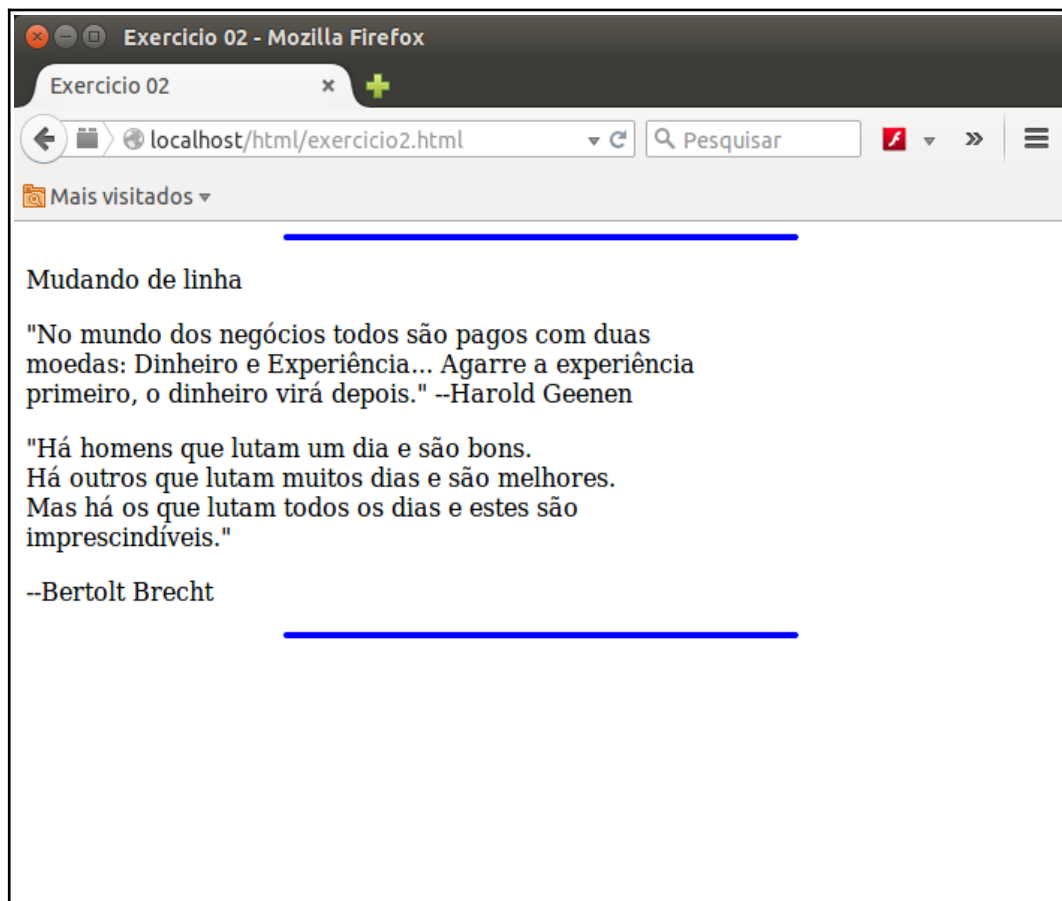 Exercicio 02 - Mozilla Firefox
Exercicio 02
localhost/html/exercicio2.html
Pesquisar
Mais visitados
Mudando de linha
"No mundo dos negócios todos são pagos com duas
moedas: Dinheiro e Experiência... Agarre a experiência
primeiro, o dinheiro virá depois." --Harold Geenen
"Há homens que lutam um dia e são bons.
Há outros que lutam muitos dias e são melhores.
Mas há os que lutam todos os dias e estes são
imprescindíveis."
--Bertolt Brecht